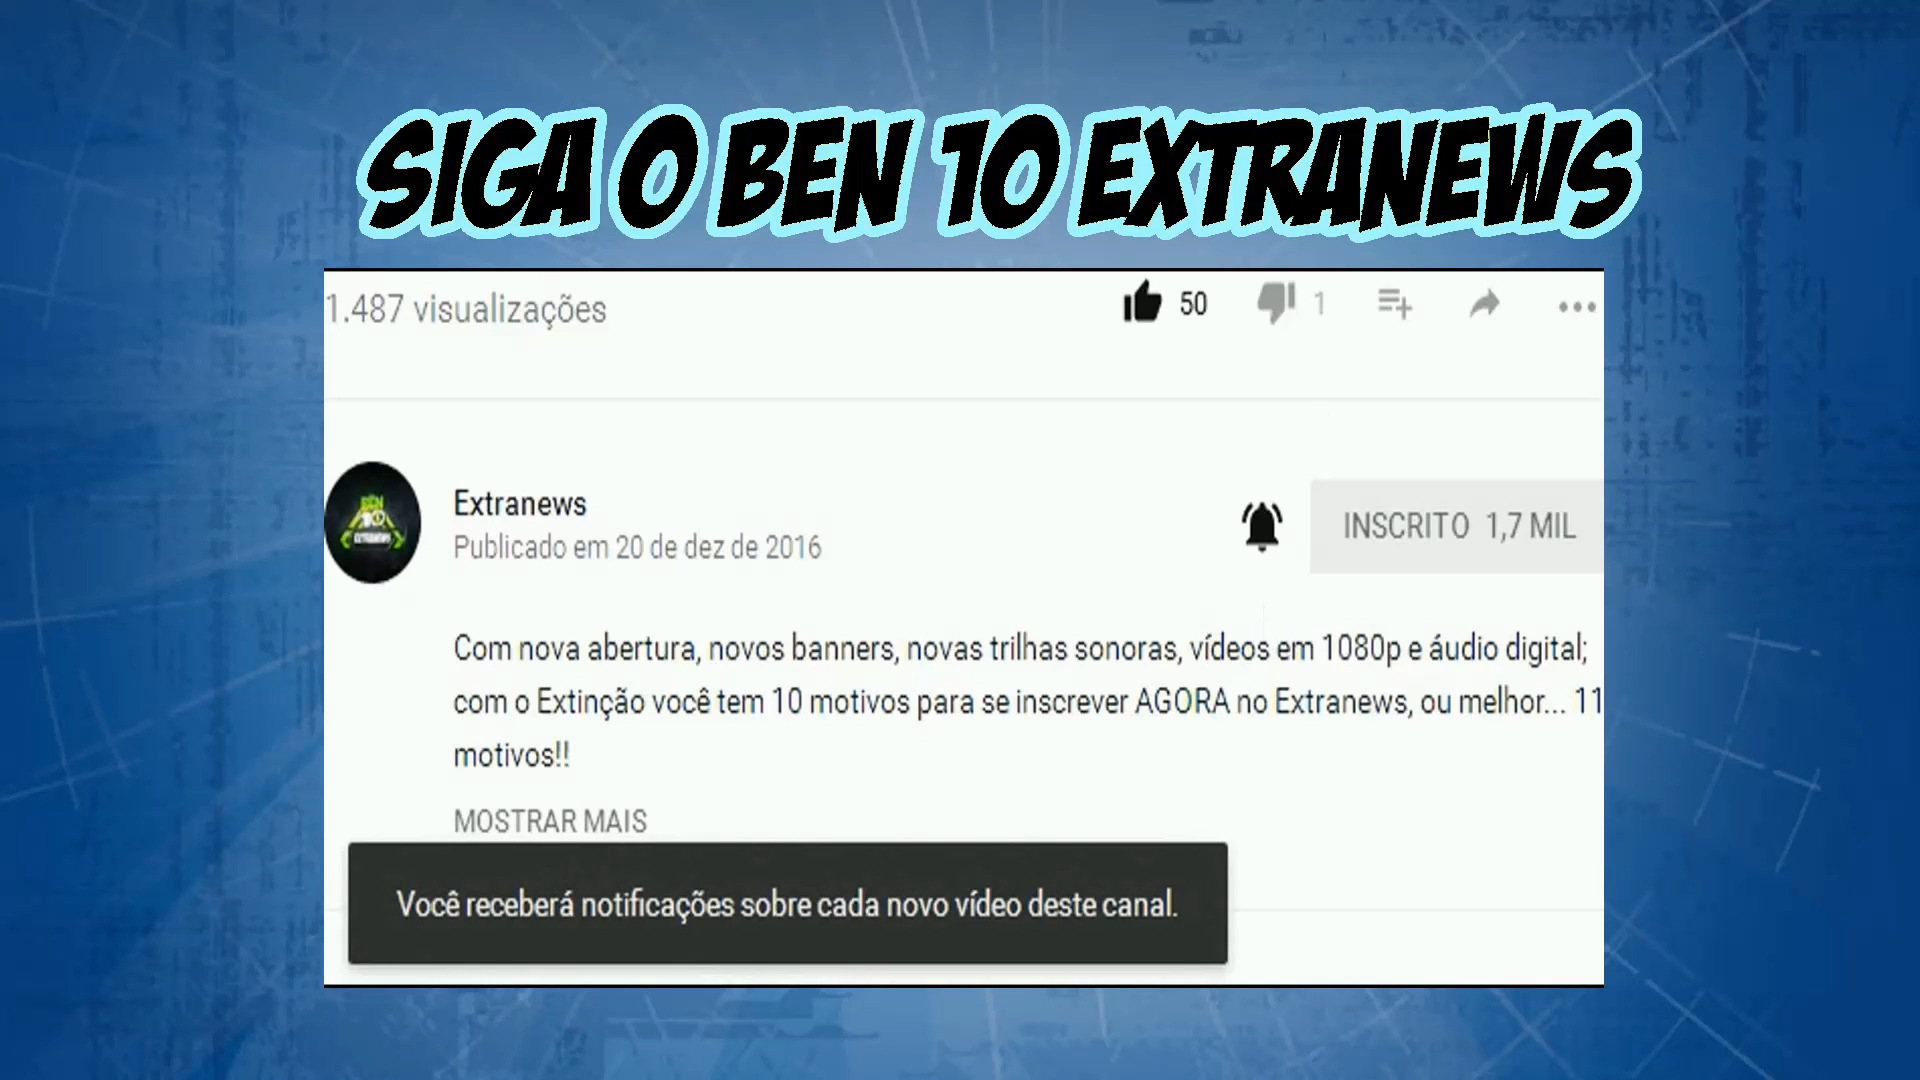 SIGA O BEN 10 EXTRANEWS
1.487 visualizações
50
1
Extranews
Publicado em 20 de dez de 2016
INSCRITO 1,7 MIL
BEN
10
EXTRANEWS
Com nova abertura, novos banners, novas trilhas sonoras, vídeos em 1080p e áudio digital;
com o Extinção você tem 10 motivos para se inscrever AGORA no Extranews, ou melhor... 11
motivos!!
MOSTRAR MAIS
Você receberá notificações sobre cada novo vídeo deste canal.